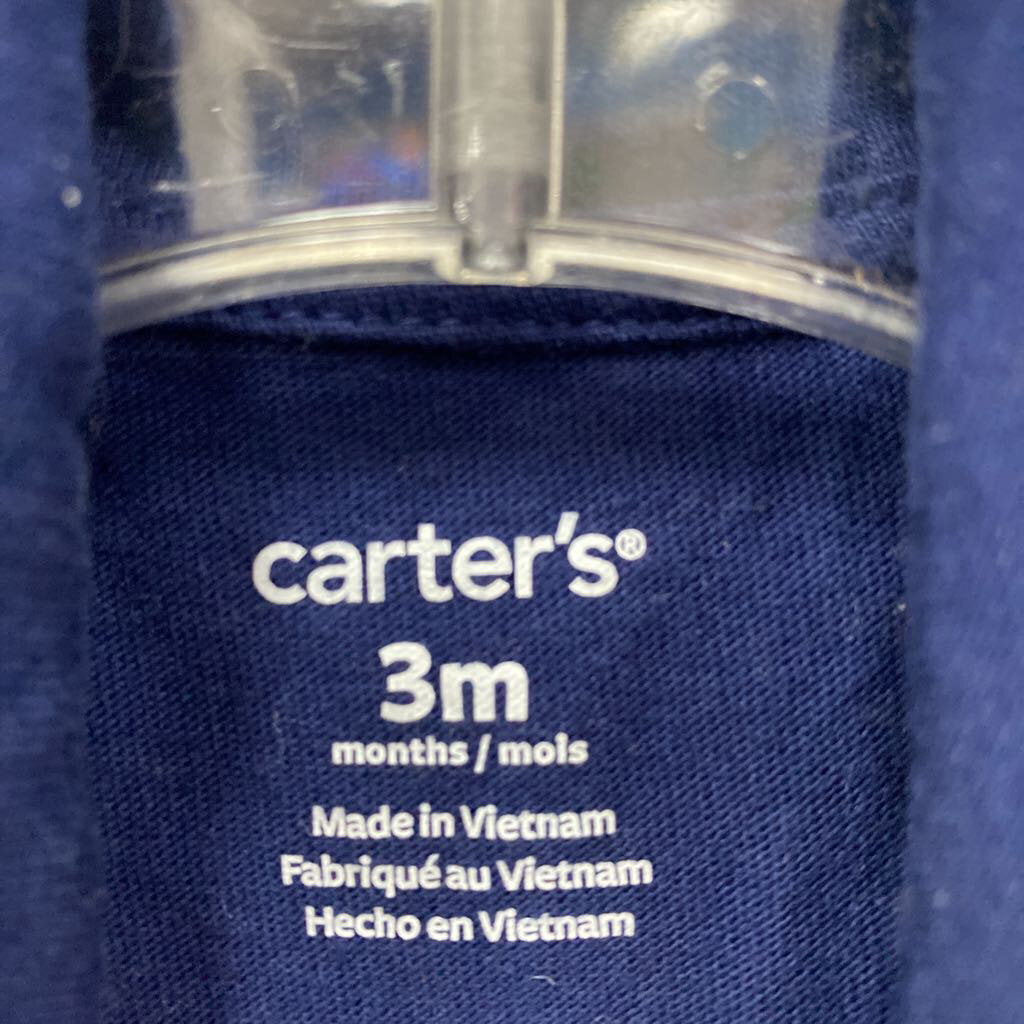 carter's®
3m
months / mois
Made in Vietnam
Fabriqué au Vietnam
Hecho en Vietnam